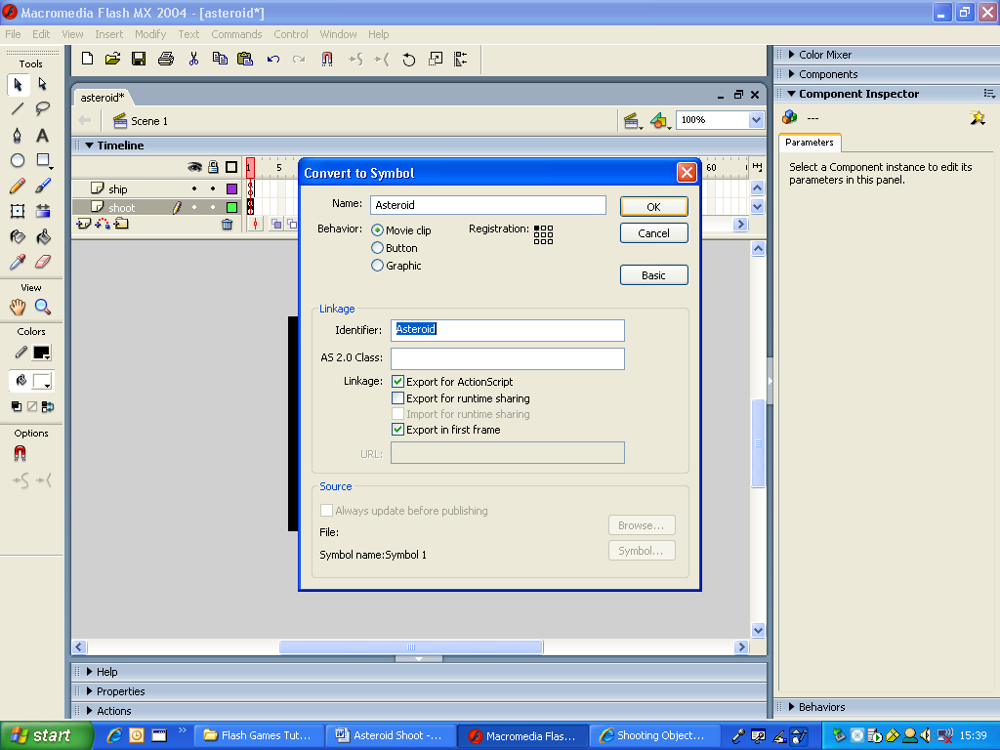 Macromedia Flash MX 2004 - [asteroid*]
File Edit View Insert Modify Text Commands Control Window Help
Tools
View
Colors
Options
asteroid*
Scene 1
100%
Timeline
1 5 60
ship
shoot
Convert to Symbol
Name: Asteroid
OK
Behavior: Movie clip
Registration:
Cancel
Button
Graphic
Basic
Linkage
Identifier: Asteroid
AS 2.0 Class:
Linkage: Export for ActionScript
Export for runtime sharing
Import for runtime sharing
Export in first frame
URL:
Source
Always update before publishing
Browse...
File:
Symbol name:Symbol 1
Symbol...
Help
Properties
Actions
Color Mixer
Components
Component Inspector
---
Parameters
Select a Component instance to edit its
parameters in this panel.
Behaviors
start
Flash Games Tut...
Asteroid Shoot -...
Macromedia Flas...
Shooting Object...
15:39